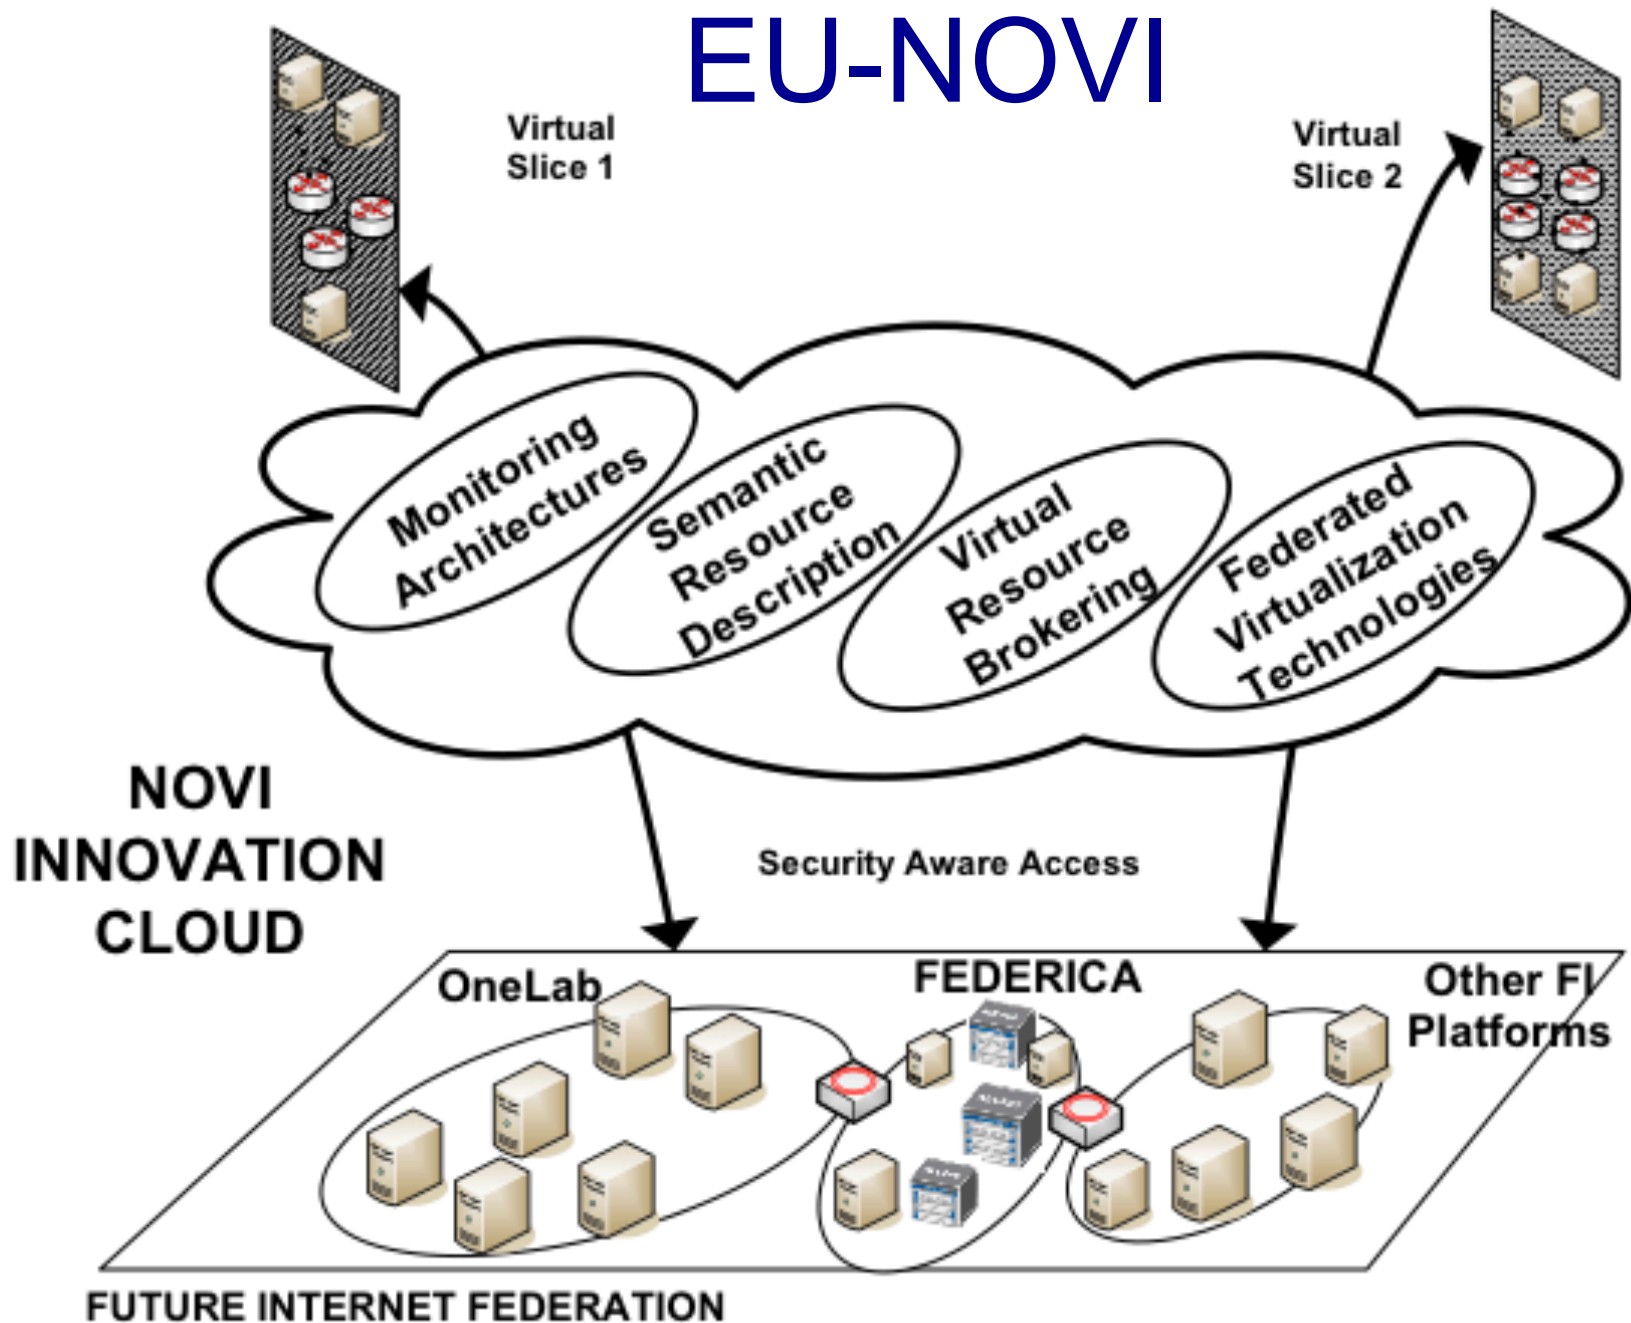 EU-NOVI
Virtual
Slice 1
Virtual
Slice 2
Monitoring
Architectures
Semantic
Resource
Description
Virtual
Resource
Brokering
Federated
Virtualization
Technologies
NOVI
INNOVATION
CLOUD
Security Aware Access
OneLab
FEDERICA
Other FI
Platforms
FUTURE INTERNET FEDERATION